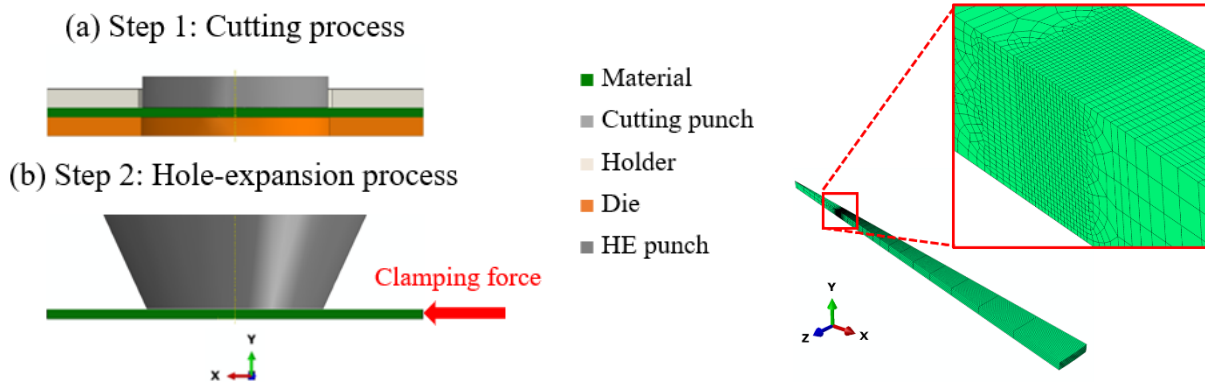 (a) Step 1: Cutting process
(b) Step 2: Hole-expansion process
Clamping force
Y
X
Material
Cutting punch
Holder
Die
HE punch
Y
Z
X